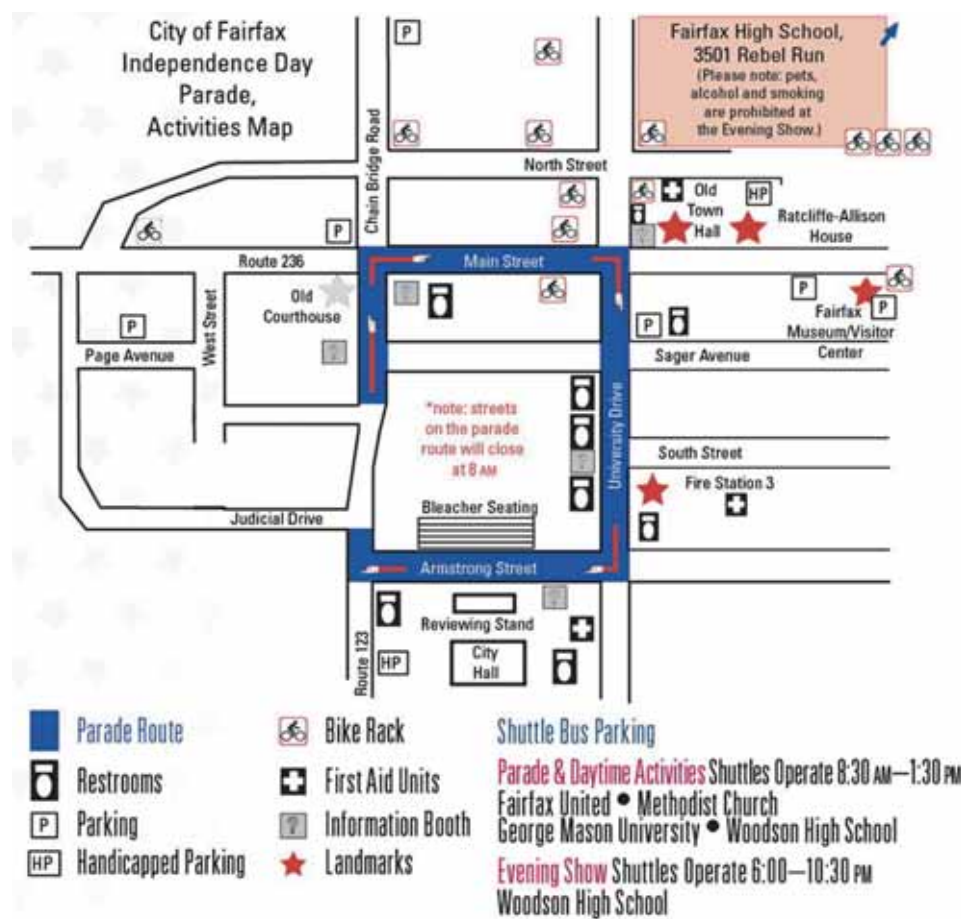 City of Fairfax
Independence Day
Parade,
Activities Map
P
Chain Bridge Road
Fairfax High School,
3501 Rebel Run
(Please note: pets,
alcohol and smoking
are prohibited at
the Evening Show.)
North Street
P
Old
Town
Hall
HP
Ratcliffe-Allison
House
Route 236
Main Street
Old
Courthouse
?
?
?
P
Page Avenue
West Street
P
P
P
Fairfax
Museum/Visitor
Center
Sager Avenue
*note: streets
on the parade
route will close
at 8 AM
?
University Drive
South Street
Fire Station 3
Bleacher Seating
Judicial Drive
Armstrong Street
Route 123
Reviewing Stand
?
HP
City
Hall
Parade Route
Restrooms
P Parking
HP Handicapped Parking
Bike Rack
First Aid Units
? Information Booth
Landmarks
Shuttle Bus Parking
Parade & Daytime Activities Shuttles Operate 8:30 AM–1:30 PM
Fairfax United • Methodist Church
George Mason University • Woodson High School
Evening Show Shuttles Operate 6:00–10:30 PM
Woodson High School